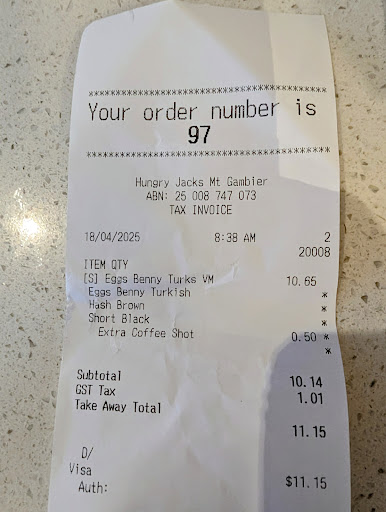 ************************************
Your order number is
97
************************************
Hungry Jacks Mt Gambier
ABN: 25 008 747 073
TAX INVOICE
18/04/2025 8:38 AM 2
20008
ITEM QTY
[S] Eggs Benny Turks VM 10.65
Eggs Benny Turkish *
Hash Brown *
Short Black *
Extra Coffee Shot 0.50 *
*
Subtotal 10.14
GST Tax 1.01
Take Away Total
11.15
D/
Visa
Auth: $11.15